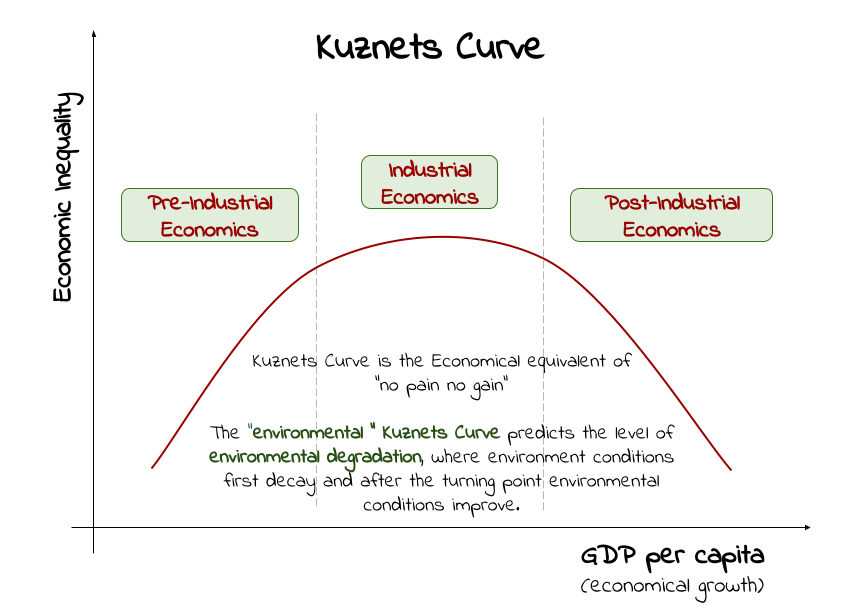 Kuznets Curve
Economic Inequality
Industrial
Economics
Pre-Industrial
Economics
Post-Industrial
Economics
Kuznets Curve is the Economical equivalent of
"no pain no gain"
The "environmental " Kuznets Curve predicts the level of
environmental degradation, where environment conditions
first decay and after the turning point environmental
conditions improve.
GDP per capita
(economical growth)